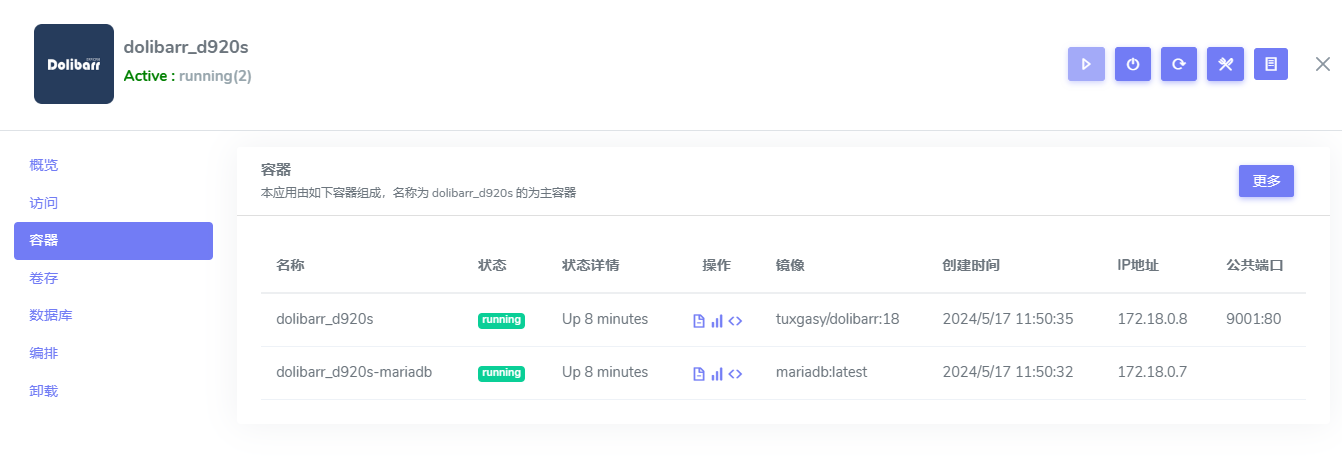 Dolibarr
dolibarr_d920s
Active : running(2)
概览
访问
容器
卷存
数据库
编排
卸载
容器
本应用由如下容器组成，名称为 dolibarr_d920s 的为主容器
更多
名称 状态 状态详情 操作 镜像 创建时间 IP地址 公共端口
dolibarr_d920s running Up 8 minutes tuxgasy/dolibarr:18 2024/5/17 11:50:35 172.18.0.8 9001:80
dolibarr_d920s-mariadb running Up 8 minutes mariadb:latest 2024/5/17 11:50:32 172.18.0.7